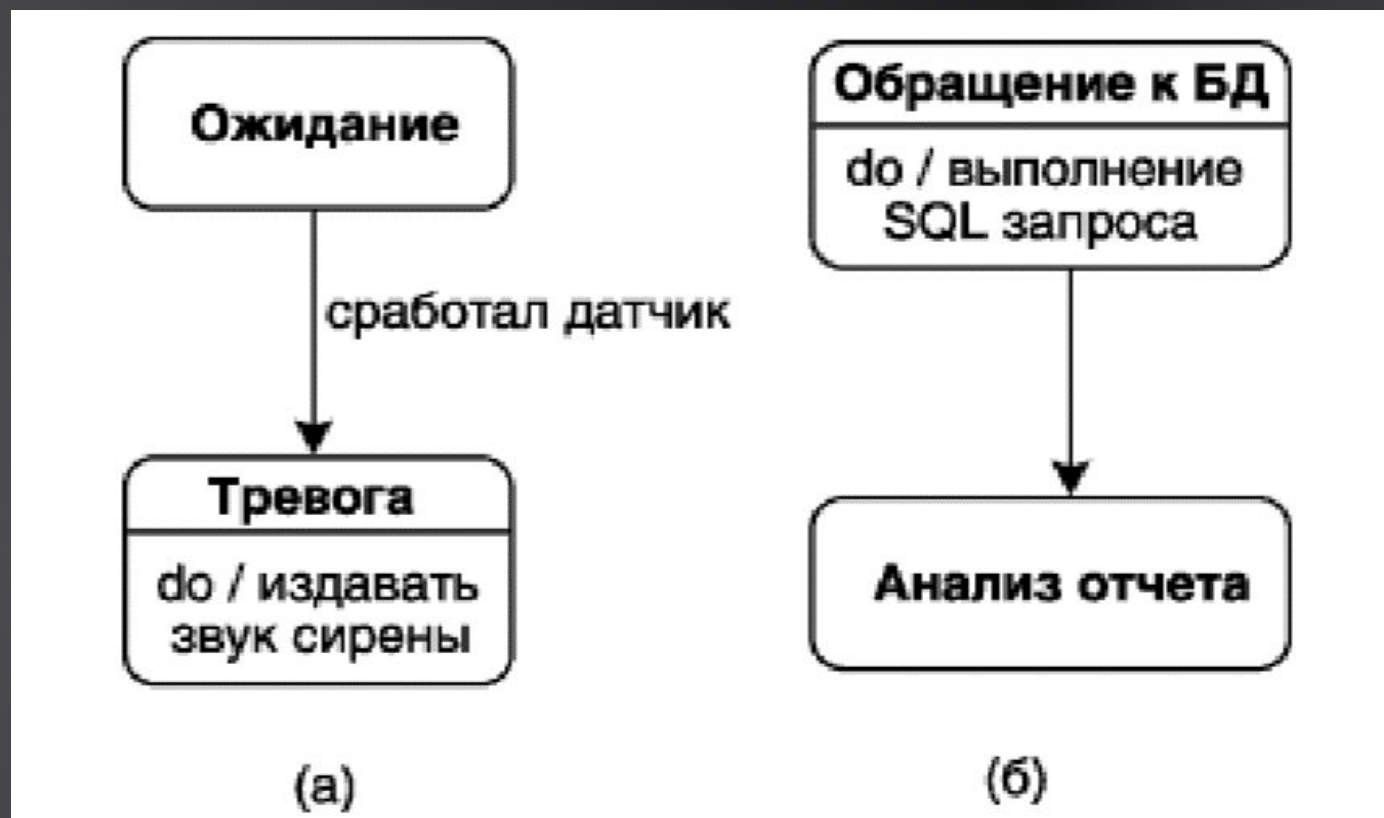 Ожидание
сработал датчик
Тревога
do / издавать
звук сирены
(а)
Обращение к БД
do / выполнение
SQL запроса
Анализ отчета
(б)